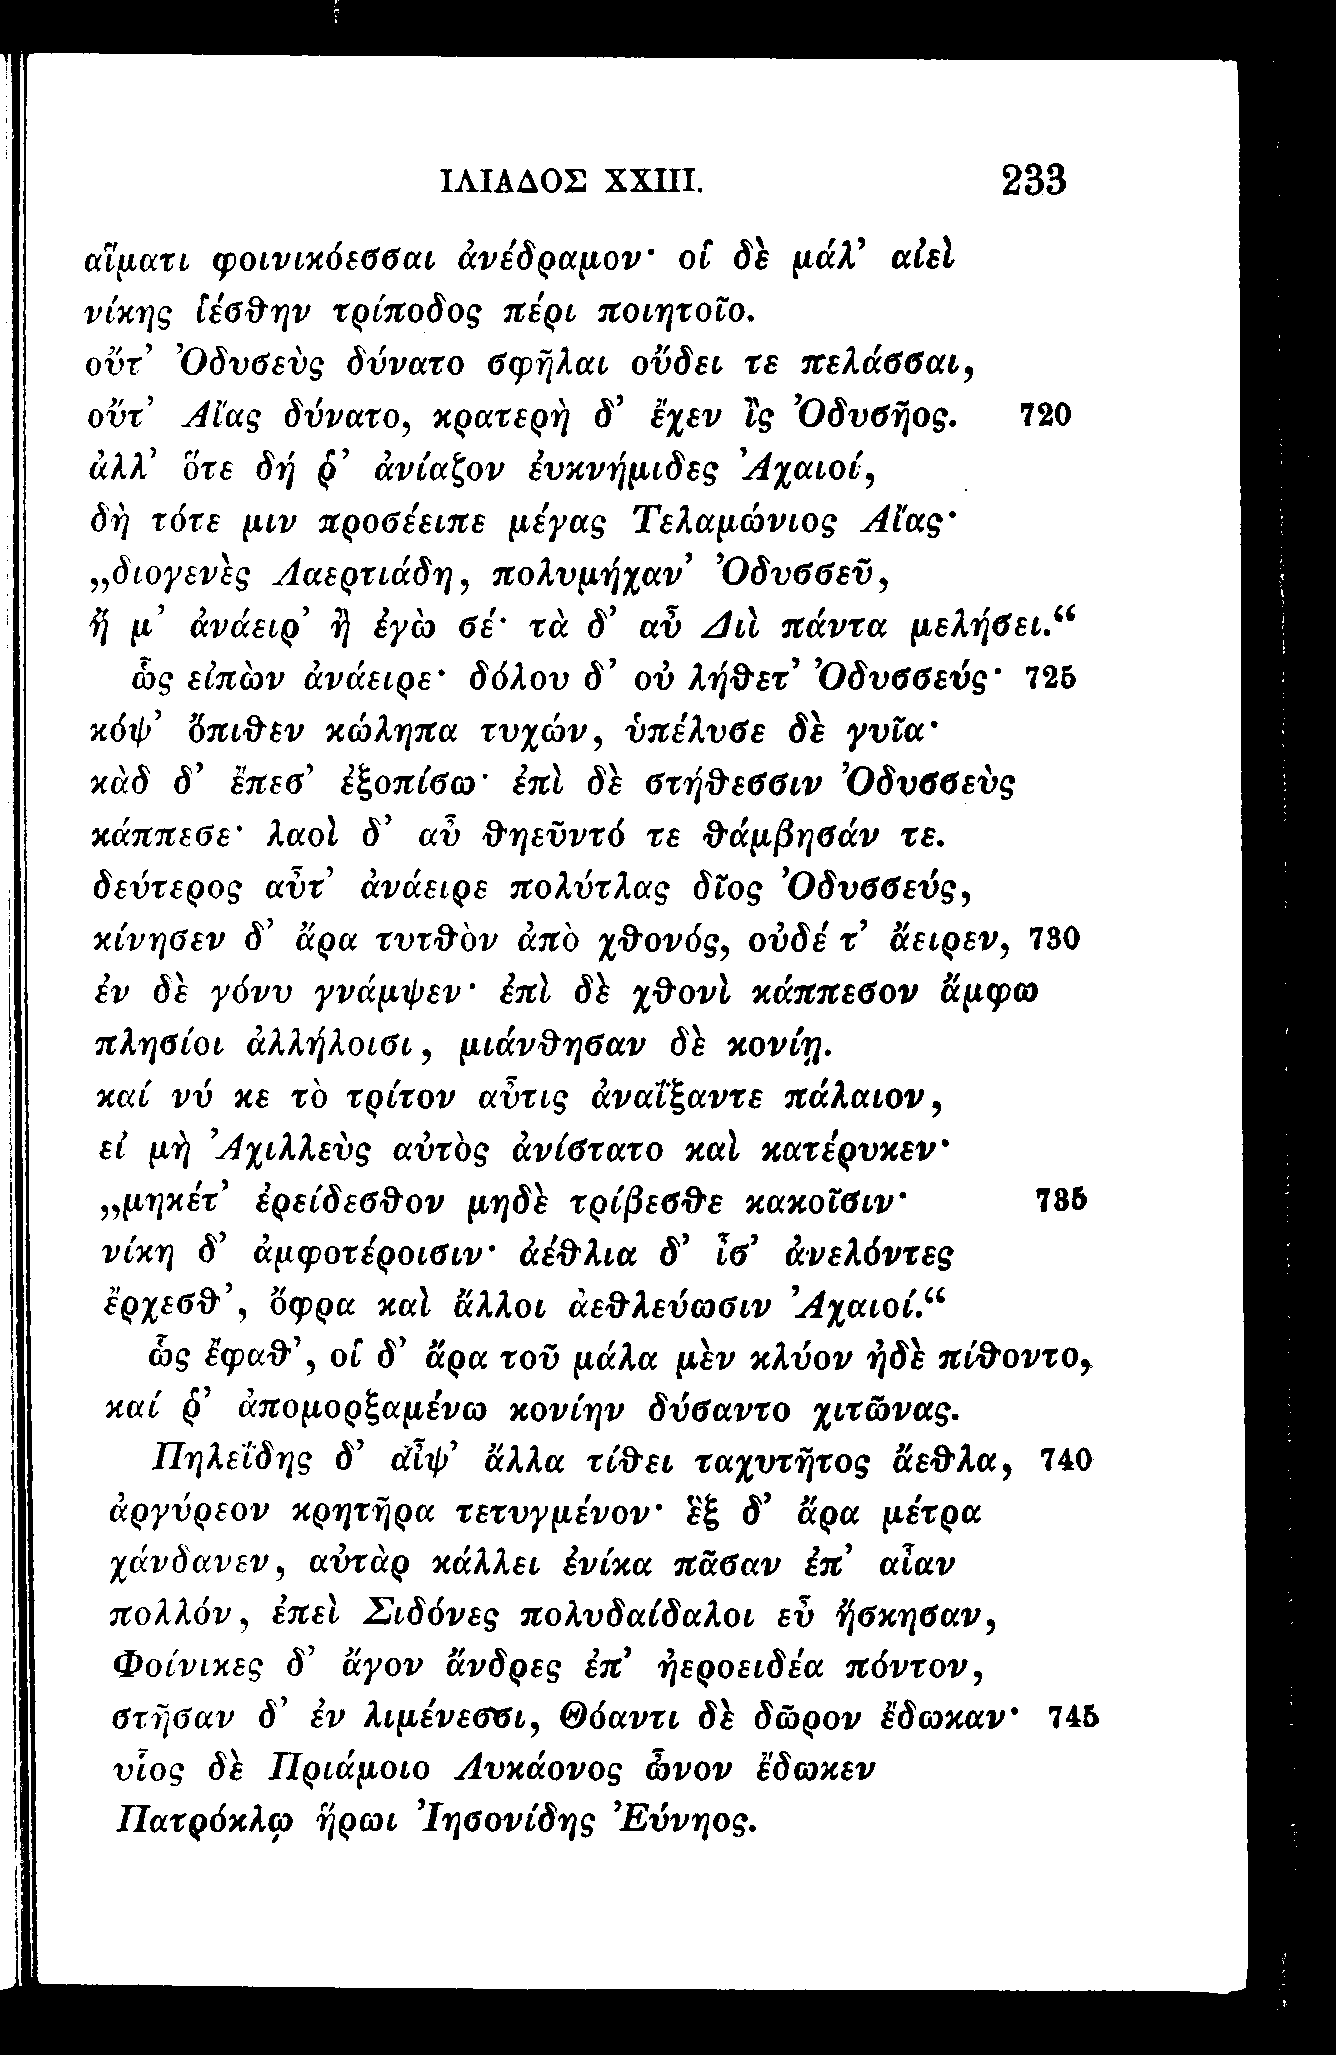 ΙΛΙΑΔΟΣ XXIII. 233
αἵματι φοινικόεσσαι ἀνέδραμον· οἳ δὲ μάλ’ αἰεὶ
νίκης ἱέσθην τρίποδος πέρι ποιητοῖο.
οὔτ’ Ὀδυσεὺς δύνατο σφῆλαι οὔδει τε πελάσσαι,
οὔτ’ Αἴας δύνατο, κρατερὴ δ’ ἔχεν ἲς Ὀδυσῆος. 720
ἀλλ’ ὅτε δή ῥ’ ἀνίαζον ἐυκνήμιδες Ἀχαιοί,
δὴ τότε μιν προσέειπε μέγας Τελαμώνιος Αἴας·
„διογενὲς Λαερτιάδη, πολυμήχαν’ Ὀδυσσεῦ,
ἤ μ’ ἀνάειρ’ ἢ ἐγὼ σέ· τὰ δ’ αὖ Διὶ πάντα μελήσει.“
ὣς εἰπὼν ἀνάειρε· δόλου δ’ οὐ λήθετ’ Ὀδυσσεύς· 725
κόψ’ ὄπιθεν κώληπα τυχών, ὑπέλυσε δὲ γυῖα·
κὰδ δ’ ἔπεσ’ ἐξοπίσω· ἐπὶ δὲ στήθεσσιν Ὀδυσσεὺς
κάππεσε· λαοὶ δ’ αὖ θηεῦντό τε θάμβησάν τε.
δεύτερος αὖτ’ ἀνάειρε πολύτλας δῖος Ὀδυσσεύς,
κίνησεν δ’ ἄρα τυτθὸν ἀπὸ χθονός, οὐδέ τ’ ἄειρεν, 730
ἐν δὲ γόνυ γνάμψεν· ἐπὶ δὲ χθονὶ κάππεσον ἄμφω
πλησίοι ἀλλήλοισι, μιάνθησαν δὲ κονίῃ.
καί νύ κε τὸ τρίτον αὖτις ἀναΐξαντε πάλαιον,
εἰ μὴ Ἀχιλλεὺς αὐτὸς ἀνίστατο καὶ κατέρυκεν·
„μηκέτ’ ἐρείδεσθον μηδὲ τρίβεσθε κακοῖσιν· 735
νίκη δ’ ἀμφοτέροισιν· ἀέθλια δ’ ἶσ’ ἀνελόντες
ἔρχεσθ’, ὄφρα καὶ ἄλλοι ἀεθλεύωσιν Ἀχαιοί.“
ὣς ἔφαθ’, οἳ δ’ ἄρα τοῦ μάλα μὲν κλύον ἠδὲ πίθοντο,
καί ῥ’ ἀπομορξαμένω κονίην δύσαντο χιτῶνας.
Πηλεΐδης δ’ αἶψ’ ἄλλα τίθει ταχυτῆτος ἄεθλα, 740
ἀργύρεον κρητῆρα τετυγμένον· ἓξ δ’ ἄρα μέτρα
χάνδανεν, αὐτὰρ κάλλει ἐνίκα πᾶσαν ἐπ’ αἶαν
πολλόν, ἐπεὶ Σιδόνες πολυδαίδαλοι εὖ ἤσκησαν,
Φοίνικες δ’ ἄγον ἄνδρες ἐπ’ ἠεροειδέα πόντον,
στῆσαν δ’ ἐν λιμένεσσι, Θόαντι δὲ δῶρον ἔδωκαν· 745
υἷος δὲ Πριάμοιο Λυκάονος ὦνον ἔδωκεν
Πατρόκλῳ ἥρωι Ἰησονίδης Ἐύνηος.